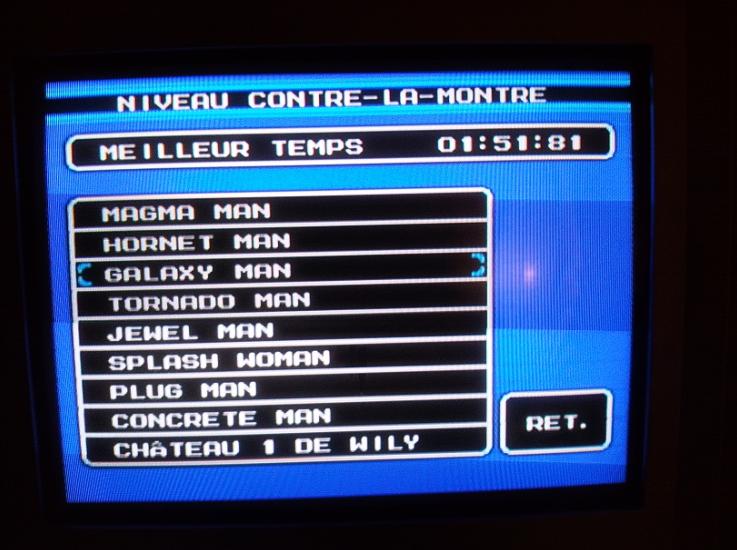 NIVEAU CONTRE-LA-MONTRE
MEILLEUR TEMPS 01:51:81
MAGMA MAN
HORNET MAN
GALAXY MAN
TORNADO MAN
JEWEL MAN
SPLASH WOMAN
PLUG MAN
CONCRETE MAN
CHÂTEAU 1 DE WILY
RET.